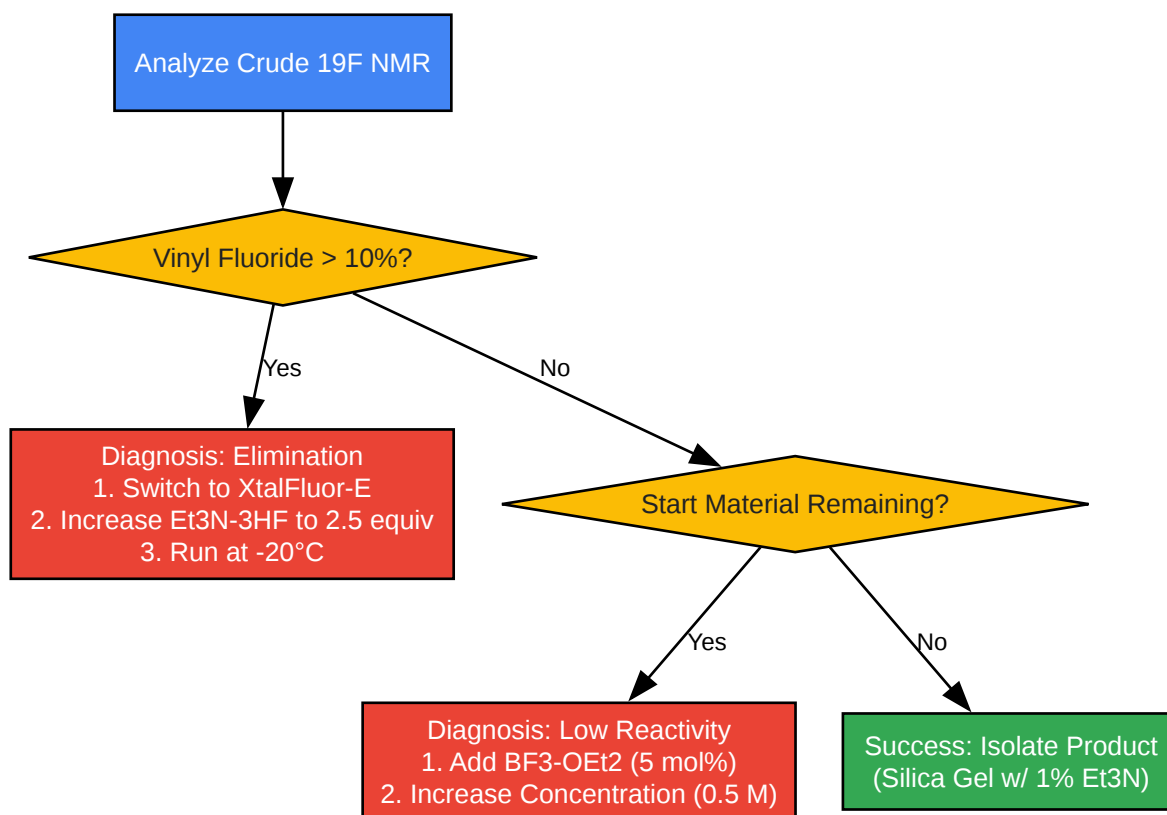 Analyze Crude 19F NMR
Vinyl Fluoride > 10%?
Yes
No
Diagnosis: Elimination
1. Switch to XtalFluor-E
2. Increase Et3N-3HF to 2.5 equiv
3. Run at -20°C
Start Material Remaining?
Yes
No
Diagnosis: Low Reactivity
1. Add BF3-OEt2 (5 mol%)
2. Increase Concentration (0.5 M)
Success: Isolate Product
(Silica Gel w/ 1% Et3N)